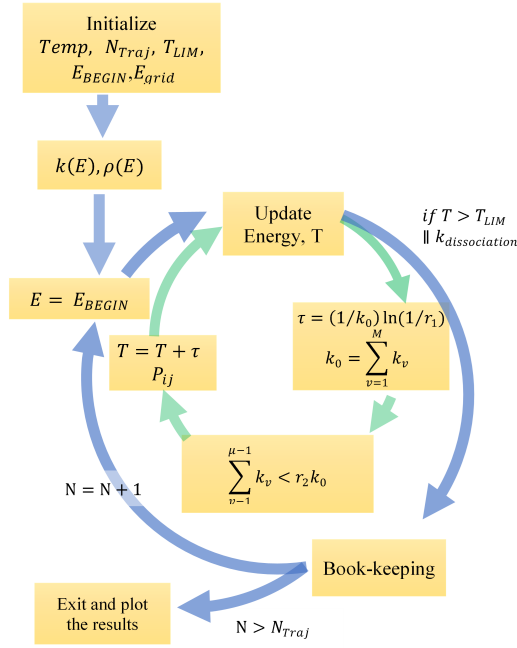 Initialize
Temp, N_Traj, T_LIM,
E_BEGIN,E_grid
k(E), ρ(E)
Update
Energy, T
if T > T_LIM
∥ k_dissociation
E = E_BEGIN
τ = (1/k_0) ln(1/r_1)
k_0 = ∑_{v=1}^{M} k_v
T = T + τ
P_ij
∑_{v-1}^{μ-1} k_v < r_2 k_0
N = N + 1
Book-keeping
Exit and plot
the results
N > N_Traj